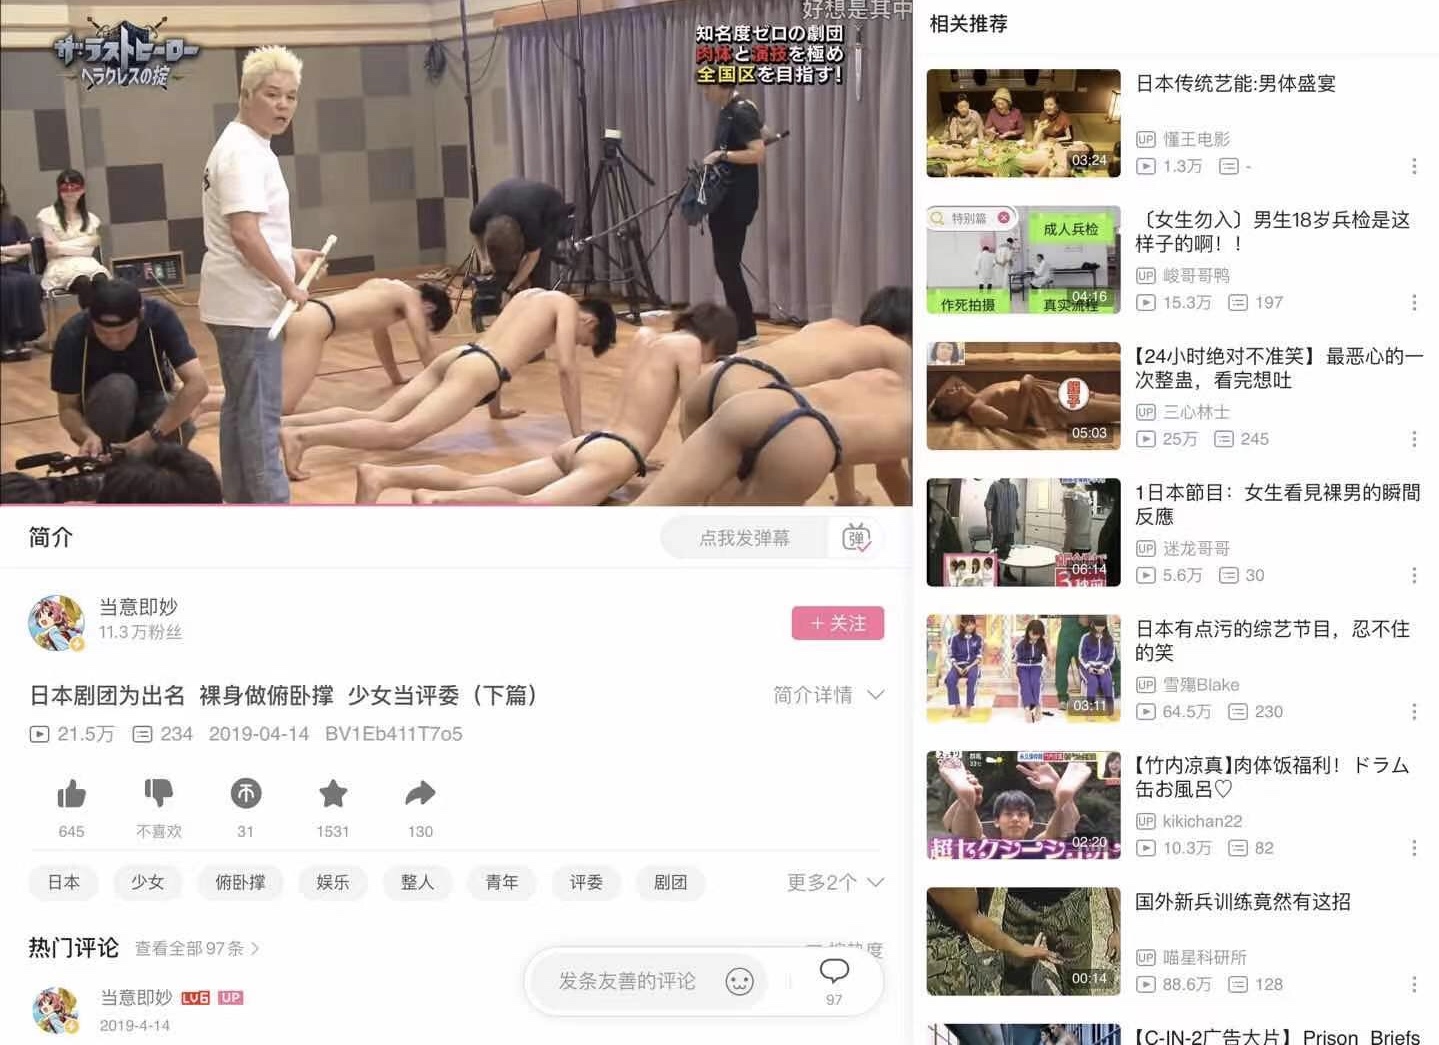 好想是其中
ザ・ラストヒーロー
ヘラクレスの掟
知名度ゼロの劇団
肉体と演技を極め
全国区を目指す!
简介
点我发弹幕
弹
当意即妙
11.3万粉丝
+ 关注
日本剧团为出名 裸身做俯卧撑 少女当评委（下篇）
简介详情
21.5万 234 2019-04-14 BV1Eb411T7o5
645
不喜欢
31
1531
130
日本
少女
俯卧撑
娱乐
整人
青年
评委
剧团
更多2个
热门评论 查看全部97条
当意即妙 LV6 UP
2019-4-14
发条友善的评论
97
相关推荐
03:24
日本传统艺能:男体盛宴
UP 懂王电影
1.3万 -
特别篇
成人兵检
作死拍摄
真实流程
04:16
〔女生勿入〕男生18岁兵检是这
样子的啊！！
UP 峻哥哥鸭
15.3万 197
05:03
【24小时绝对不准笑】最恶心的一
次整蛊，看完想吐
UP 三心林士
25万 245
3秒前
06:14
1日本節目：女生看見裸男的瞬間
反應
UP 迷龙哥哥
5.6万 30
03:11
日本有点污的综艺节目，忍不住
的笑
UP 雪殤Blake
64.5万 230
02:20
【竹内凉真】肉体饭福利！ドラム
缶お風呂♡
UP kikichan22
10.3万 82
00:14
国外新兵训练竟然有这招
UP 喵星科研所
88.6万 128
【C-IN-2广告大片】Prison Briefs